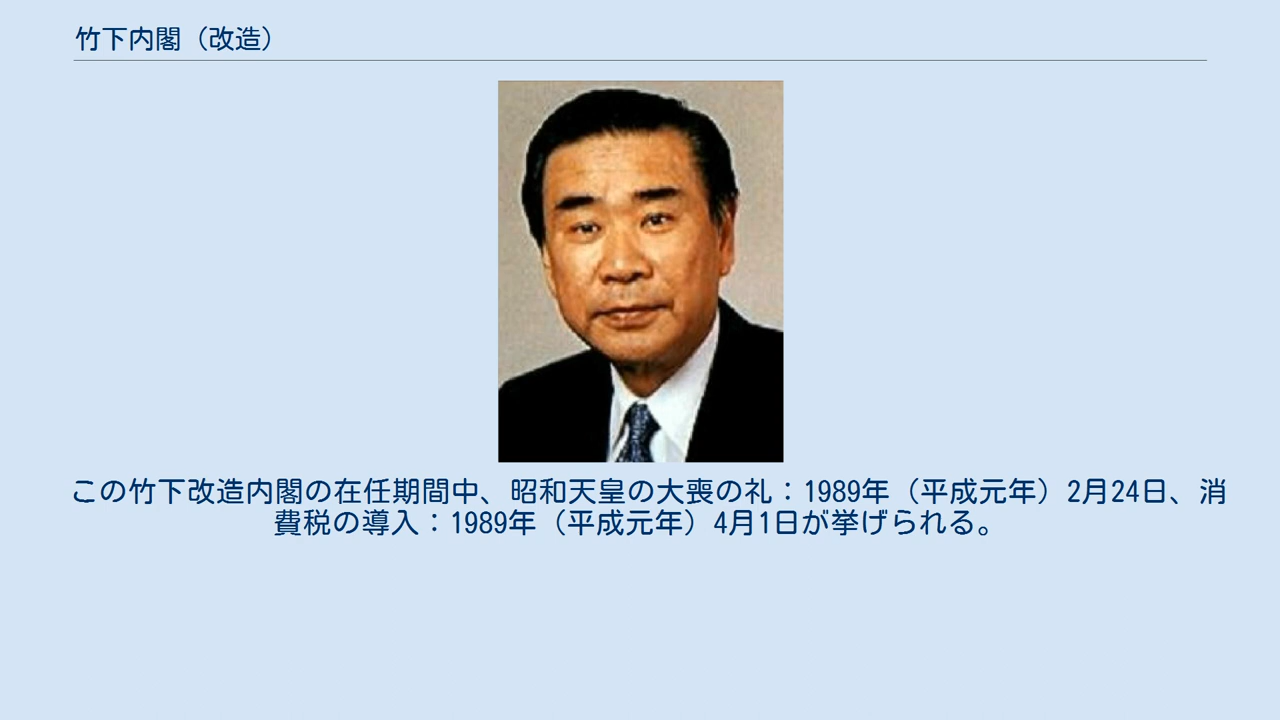 竹下内閣（改造）
この竹下改造内閣の在任期間中、昭和天皇の大喪の礼：1989年（平成元年）2月24日、消
費税の導入：1989年（平成元年）4月1日が挙げられる。